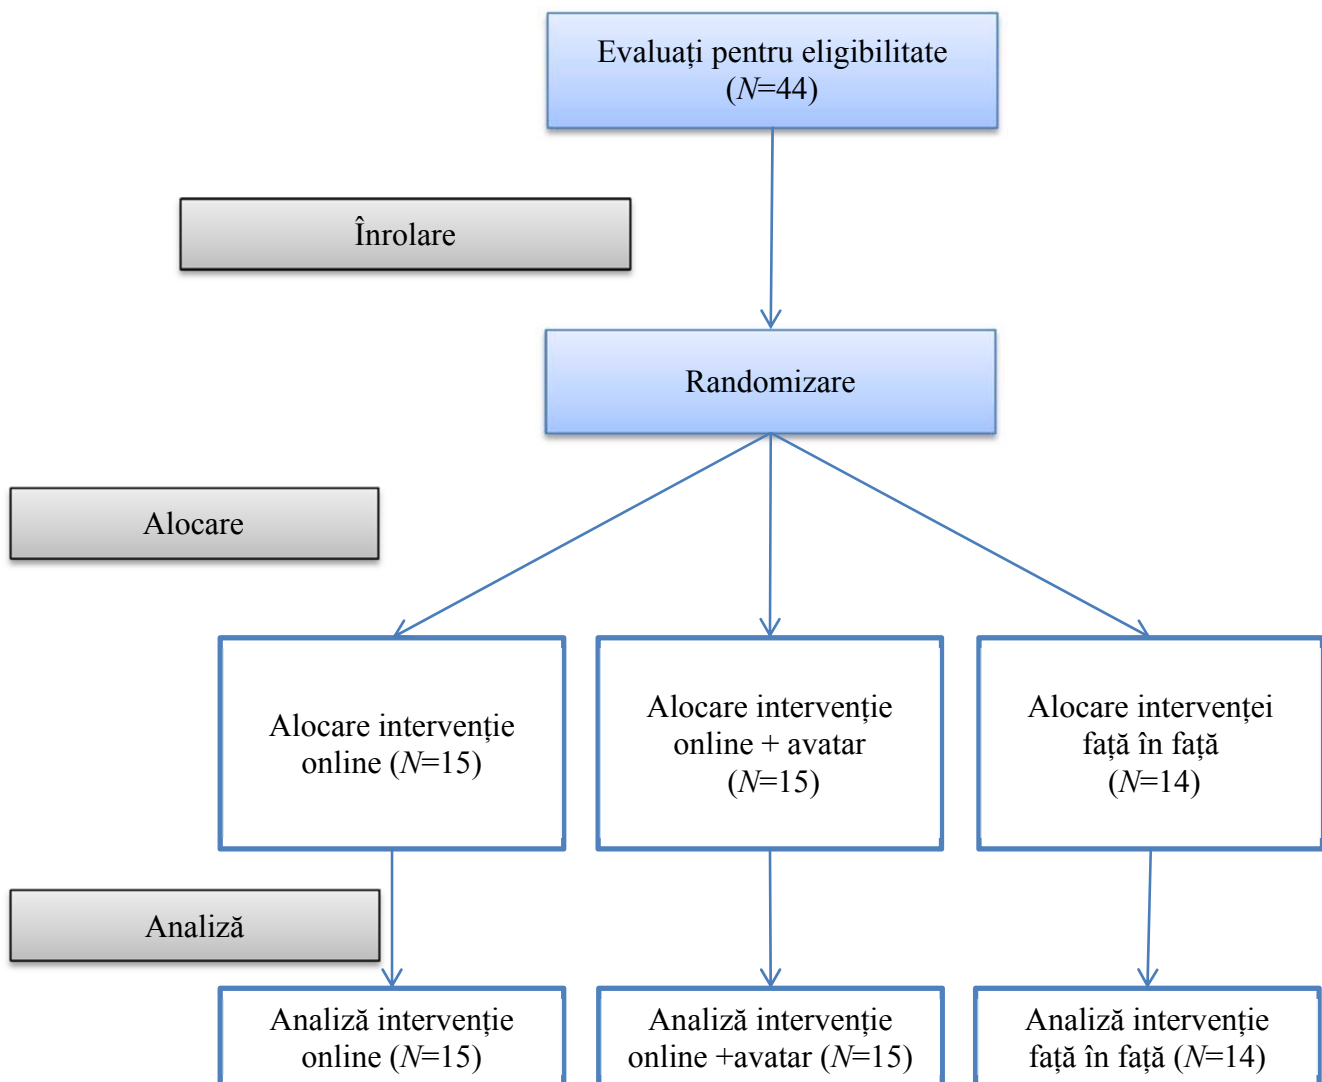 Evaluați pentru eligibilitate
(N=44)
Înrolare
Randomizare
Alocare
Alocare intervenție
online (N=15)
Alocare intervenție
online + avatar
(N=15)
Alocare intervenței
față în față
(N=14)
Analiză
Analiză intervenție
online (N=15)
Analiză intervenție
online +avatar (N=15)
Analiză intervenție
față în față (N=14)